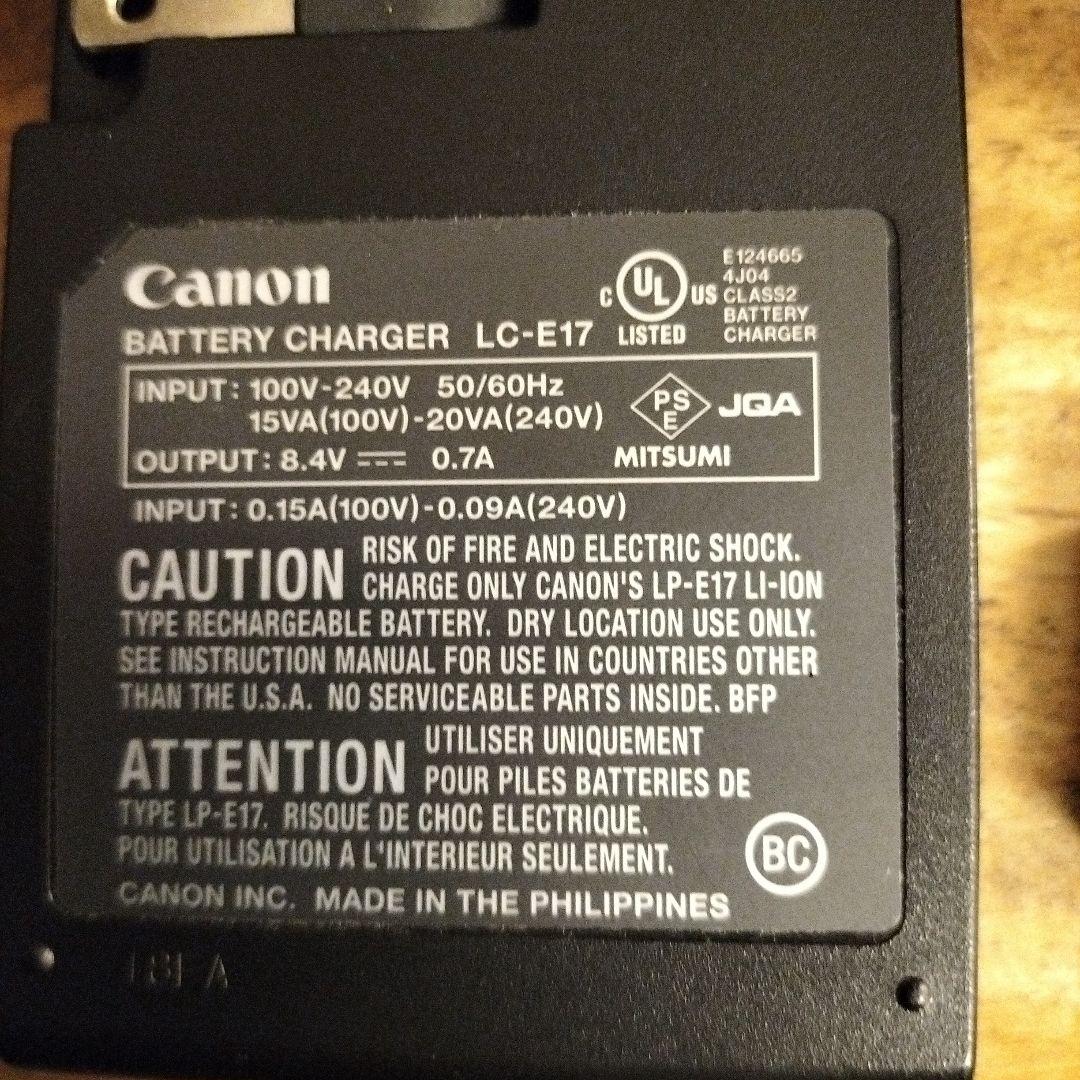 Canon
BATTERY CHARGER LC-E17
C UL US
LISTED
E124665
4J04
CLASS2
BATTERY
CHARGER
INPUT: 100V-240V 50/60Hz
15VA(100V)-20VA(240V)
OUTPUT: 8.4V 0.7A
PS
E
JQA
MITSUMI
INPUT: 0.15A(100V)-0.09A(240V)
CAUTION RISK OF FIRE AND ELECTRIC SHOCK.
CHARGE ONLY CANON'S LP-E17 LI-ION
TYPE RECHARGEABLE BATTERY. DRY LOCATION USE ONLY.
SEE INSTRUCTION MANUAL FOR USE IN COUNTRIES OTHER
THAN THE U.S.A. NO SERVICEABLE PARTS INSIDE. BFP
ATTENTION UTILISER UNIQUEMENT
POUR PILES BATTERIES DE
TYPE LP-E17. RISQUE DE CHOC ELECTRIQUE.
POUR UTILISATION A L'INTERIEUR SEULEMENT.
BC
CANON INC. MADE IN THE PHILIPPINES